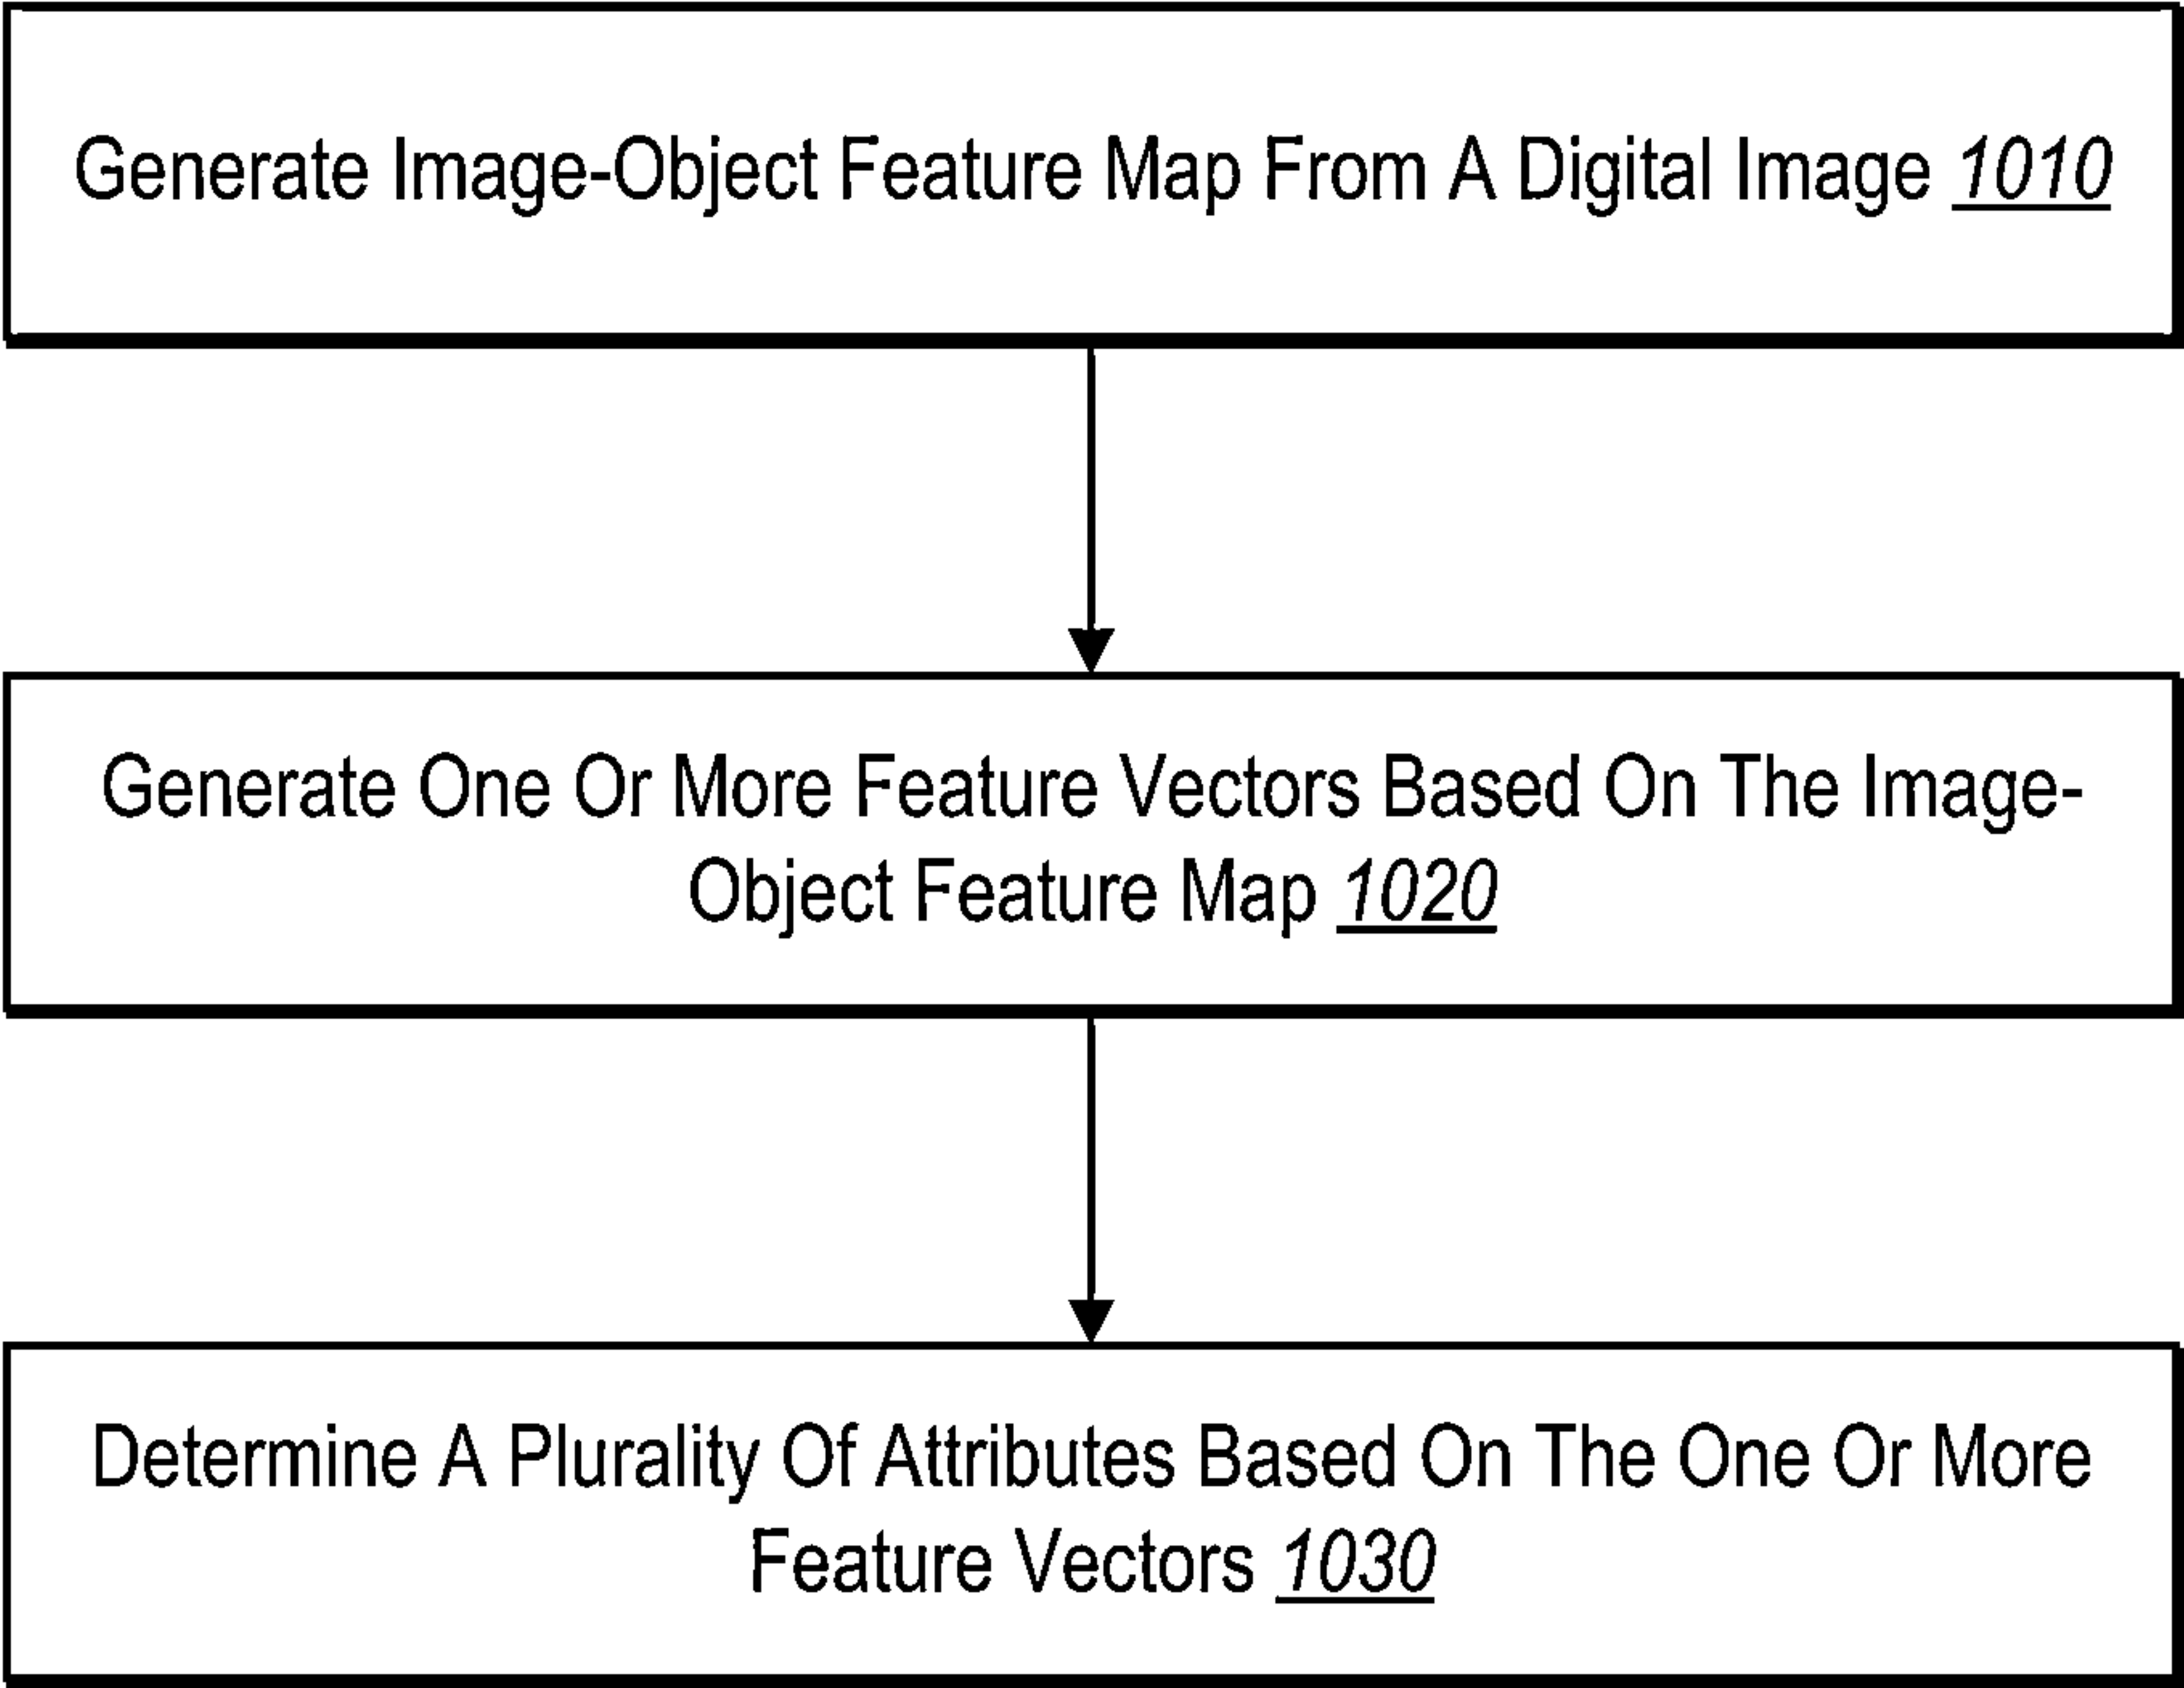 Generate Image-Object Feature Map From A Digital Image 1010
Generate One Or More Feature Vectors Based On The Image-
Object Feature Map 1020
Determine A Plurality Of Attributes Based On The One Or More
Feature Vectors 1030